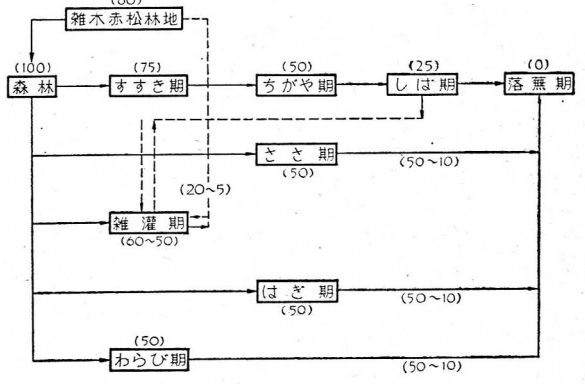 (80)
雑木赤松林地
(100)
(75)
(50)
(25)
(0)
森林
すすき期
ちがや期
しば期
落蕪期
ささ期
(50~10)
(50)
(20~5)
雑灌期
(60~50)
はぎ期
(50~10)
(50)
(50)
わらび期
(50~10)